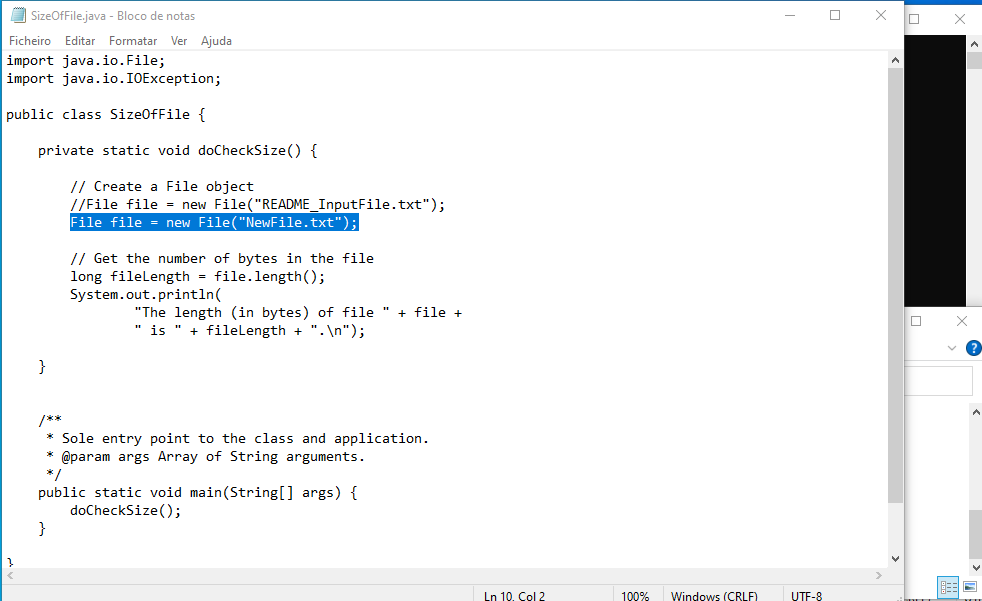 SizeOfFile.java - Bloco de notas
Ficheiro Editar Formatar Ver Ajuda
import java.io.File;
import java.io.IOException;
public class SizeOfFile {
    private static void doCheckSize() {
        // Create a File object
        //File file = new File("README_InputFile.txt");
        File file = new File("NewFile.txt");
        // Get the number of bytes in the file
        long fileLength = file.length();
        System.out.println(
                "The length (in bytes) of file " + file +
                " is " + fileLength + ".\n");
    }
    /**
     * Sole entry point to the class and application.
     * @param args Array of String arguments.
     */
    public static void main(String[] args) {
        doCheckSize();
    }
}
Ln 10, Col 2 100% Windows (CRLF) UTF-8